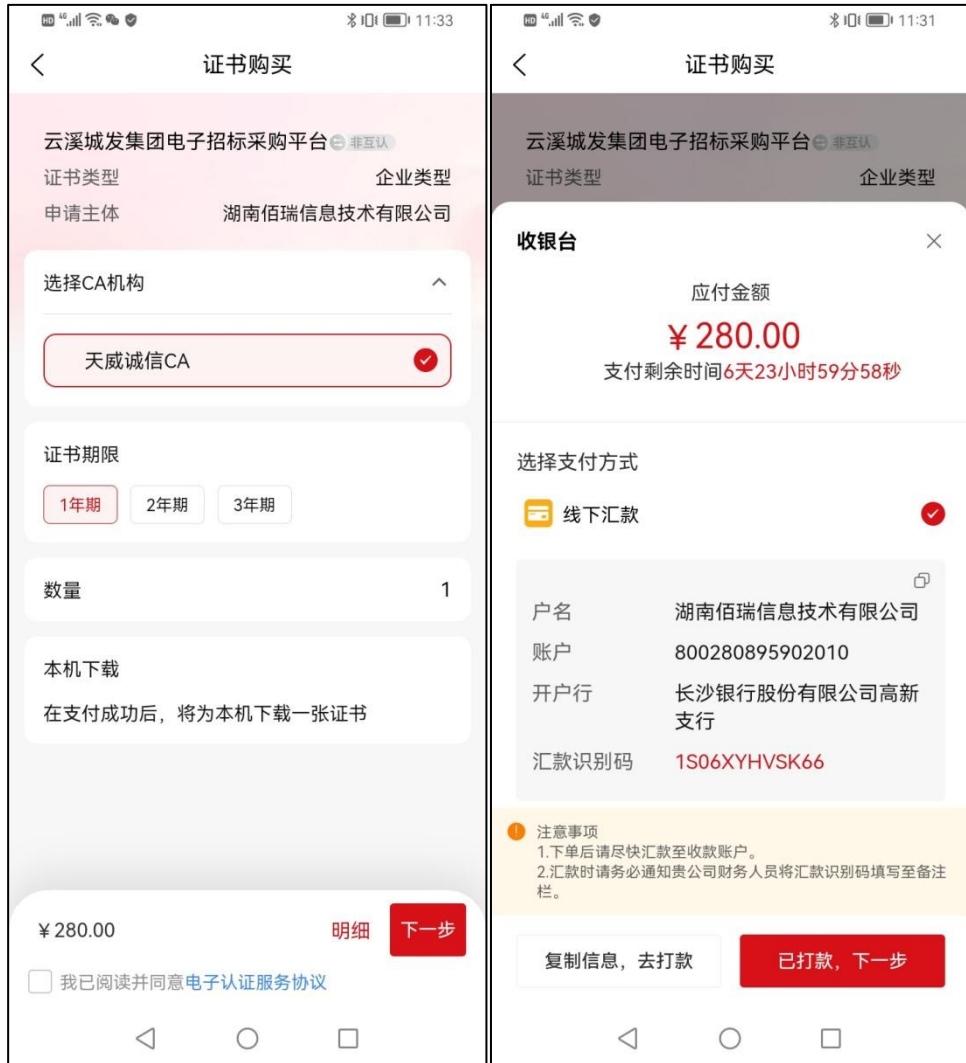 HD 46 11:33
证书购买
云溪城发集团电子招标采购平台 非互认
证书类型 企业类型
申请主体 湖南佰瑞信息技术有限公司
选择CA机构
天威诚信CA
证书期限
1年期 2年期 3年期
数量 1
本机下载
在支付成功后，将为本机下载一张证书
￥280.00 明细 下一步
我已阅读并同意电子认证服务协议
HD 46 11:31
证书购买
云溪城发集团电子招标采购平台 非互认
证书类型 企业类型
收银台
应付金额
￥280.00
支付剩余时间6天23小时59分58秒
选择支付方式
线下汇款
户名 湖南佰瑞信息技术有限公司
账户 800280895902010
开户行 长沙银行股份有限公司高新
支行
汇款识别码 1S06XYHVSK66
注意事项
1.下单后请尽快汇款至收款账户。
2.汇款时请务必通知贵公司财务人员将汇款识别码填写至备注
栏。
复制信息，去打款 已打款，下一步